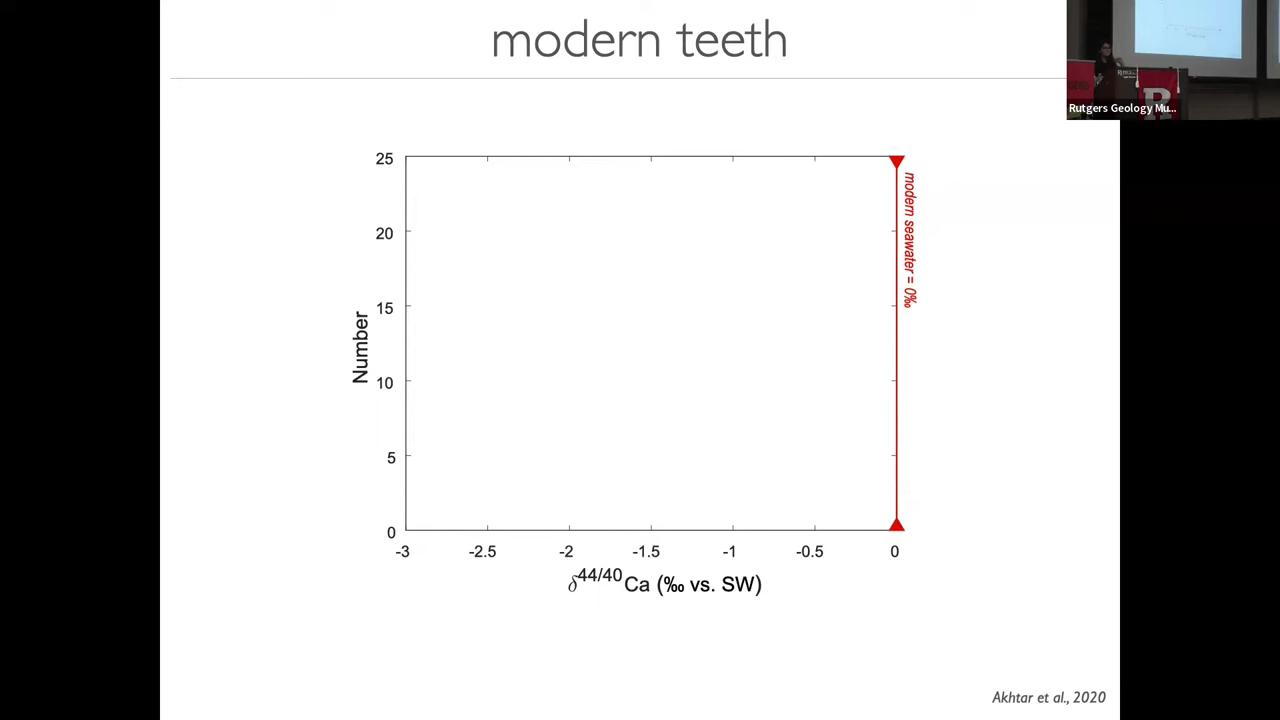 modern teeth
Rutgers Geology Mu...
25
20
15
10
5
0
Number
modern seawater = 0‰
-3
-2.5
-2
-1.5
-1
-0.5
0
δ44/40Ca (‰ vs. SW)
Akhtar et al., 2020